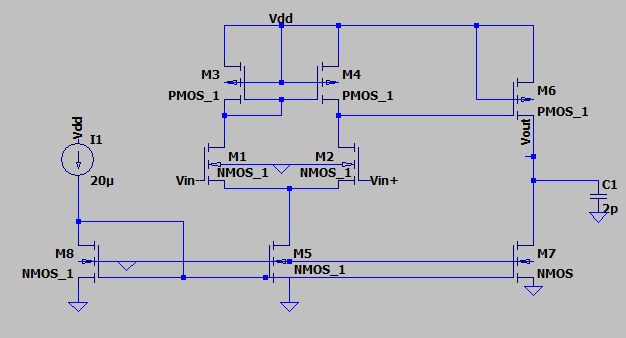 Vdd
M3
M4
PMOS_1
PMOS_1
M6
PMOS_1
Vdd
I1
20µ
Vout
M1
M2
NMOS_1
NMOS_1
Vin-
Vin+
C1
2p
M8
NMOS_1
M5
NMOS_1
M7
NMOS